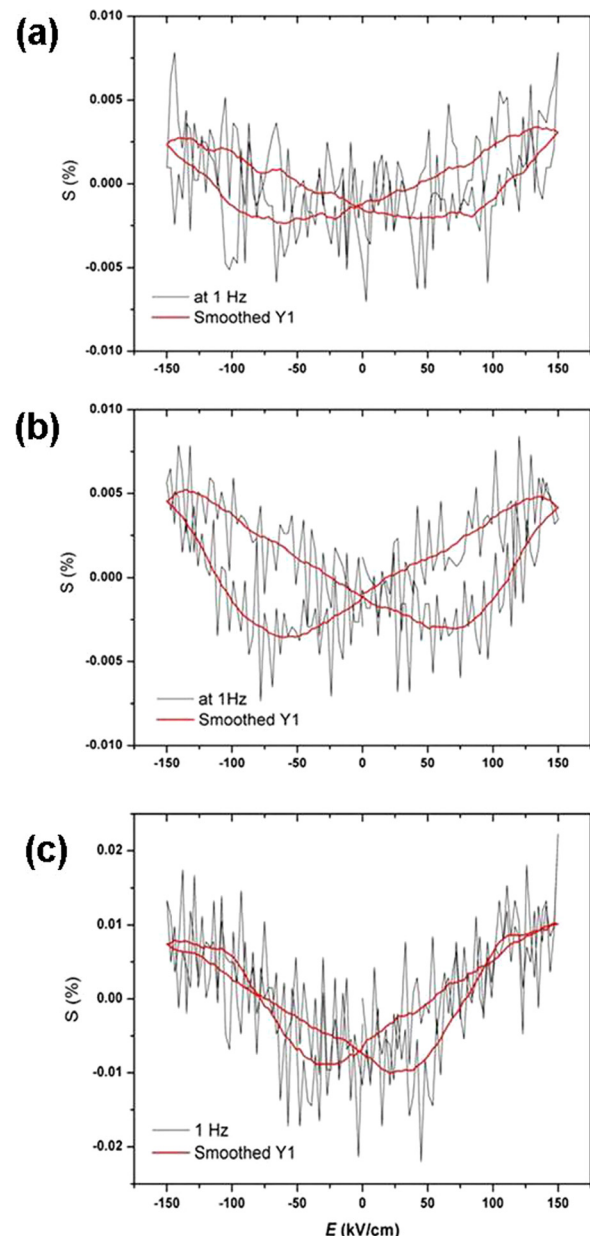 (a)
0.010
0.005
0.000
-0.005
-0.010
S (%)
at 1 Hz
Smoothed Y1
-150 -100 -50 0 50 100 150
(b)
0.010
0.005
0.000
-0.005
-0.010
S (%)
at 1Hz
Smoothed Y1
-150 -100 -50 0 50 100 150
(c)
0.02
0.01
0.00
-0.01
-0.02
S (%)
1 Hz
Smoothed Y1
-150 -100 -50 0 50 100 150
E (kV/cm)